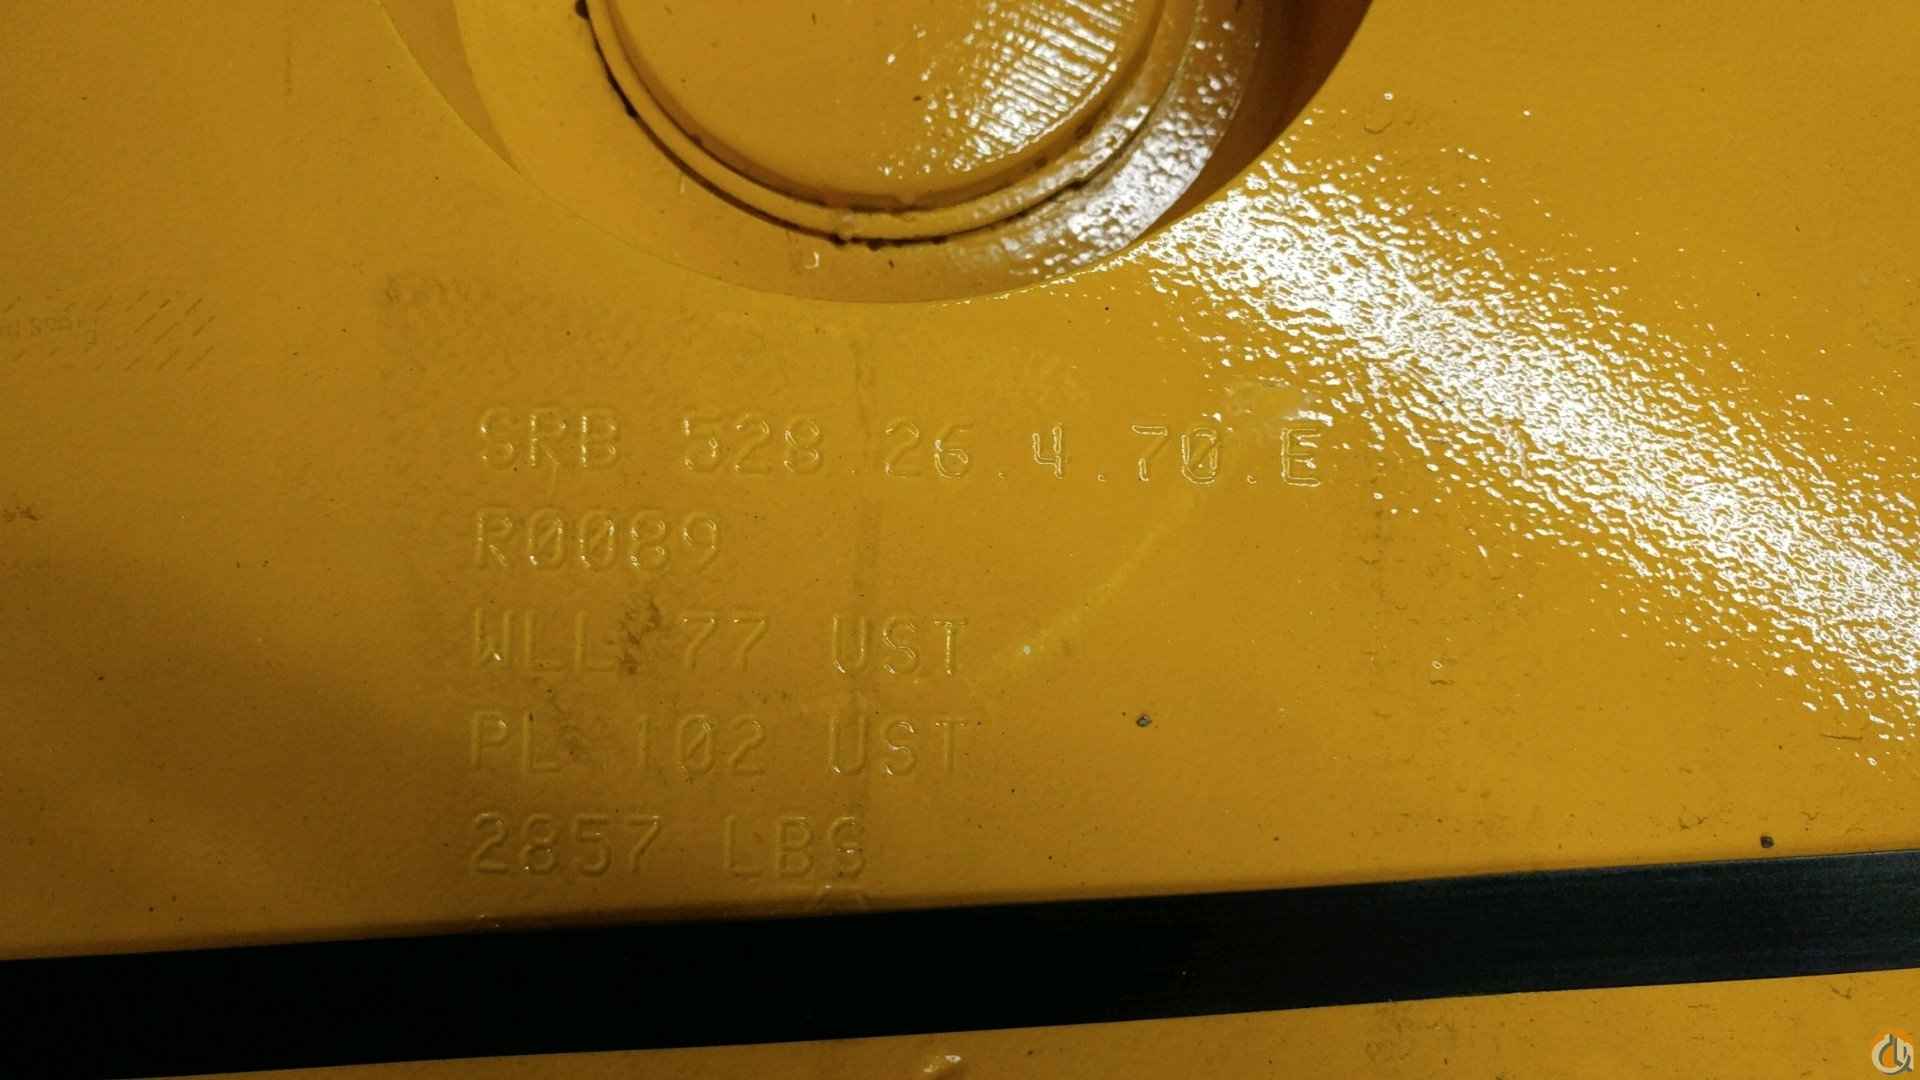 SRB 528.26.4.70.E
R0089
WLL 77 UST
PL 102 UST
2857 LBS